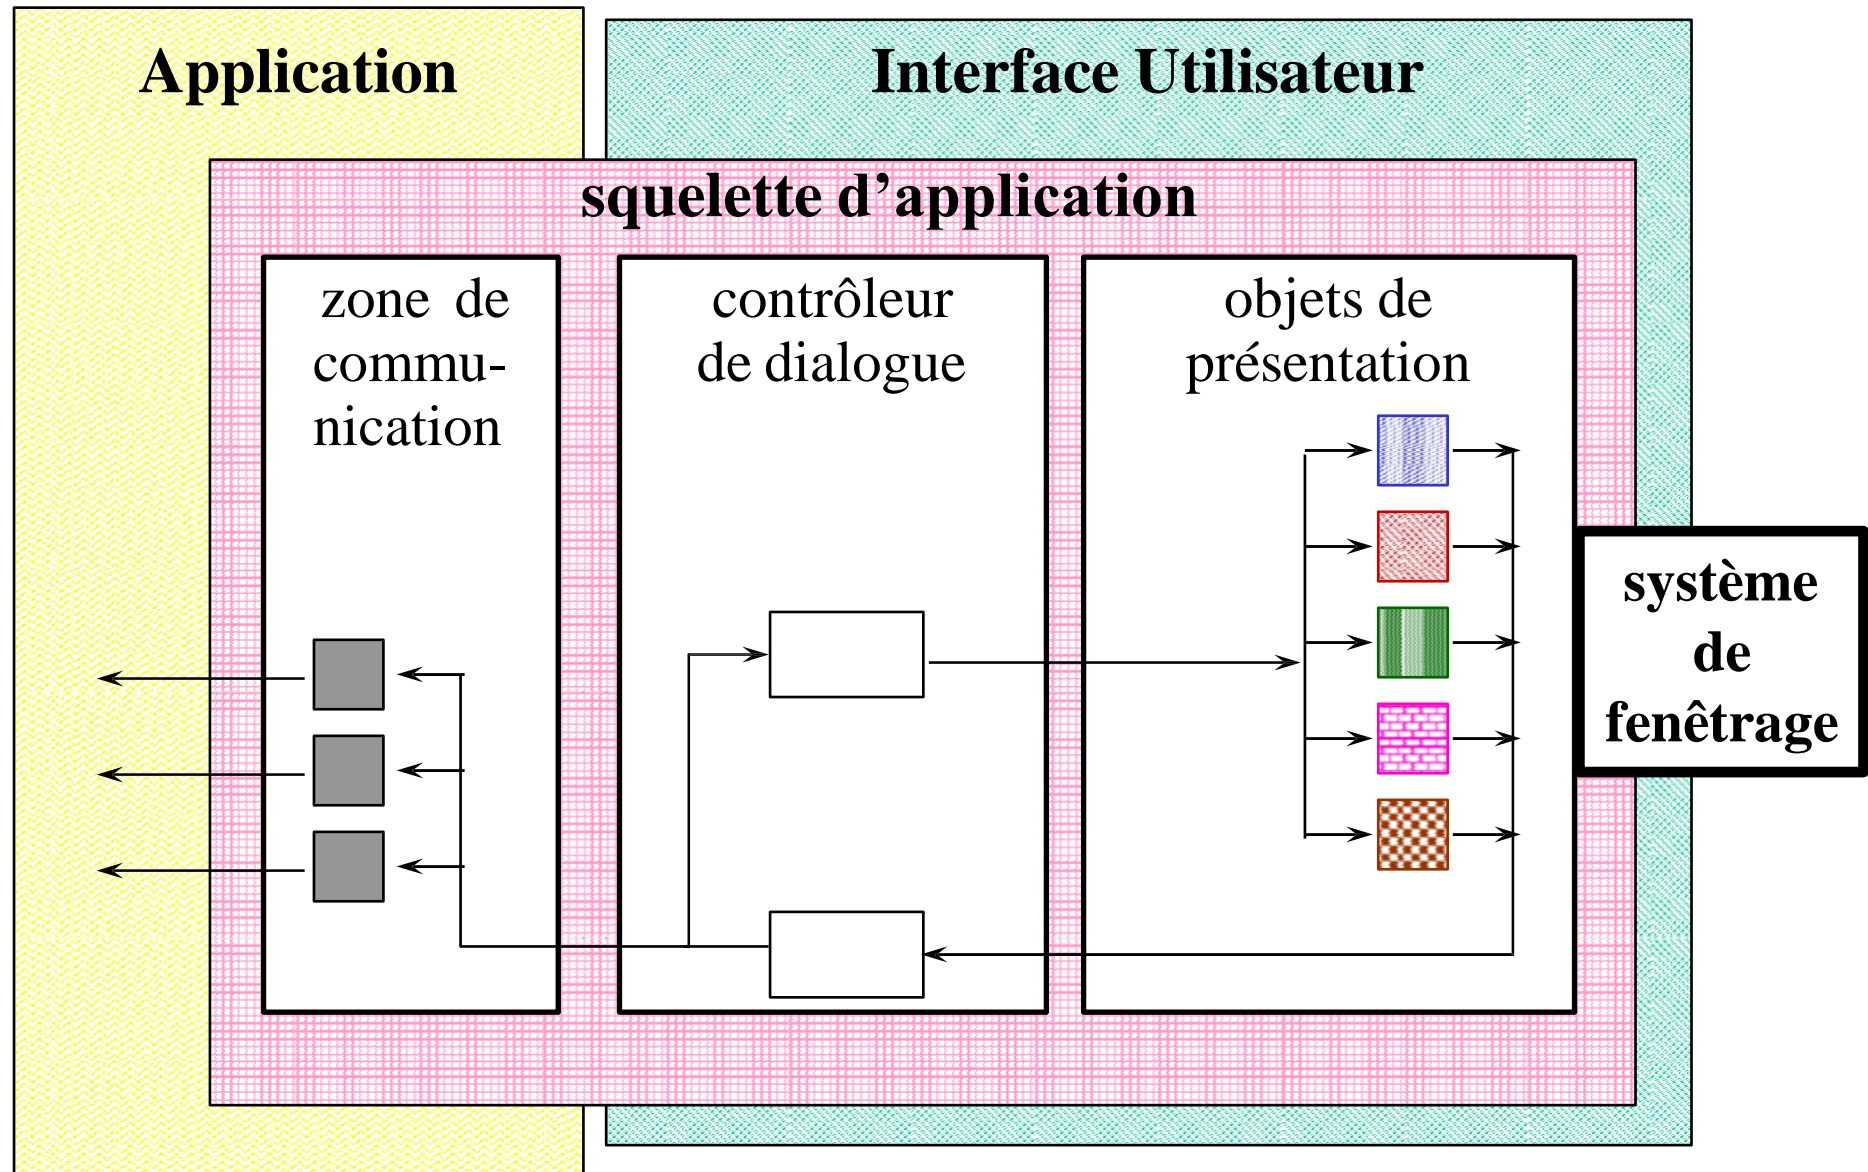 Application
Interface Utilisateur
squelette d’application
zone de
commu-
nication
contrôleur
de dialogue
objets de
présentation
système
de
fenêtrage